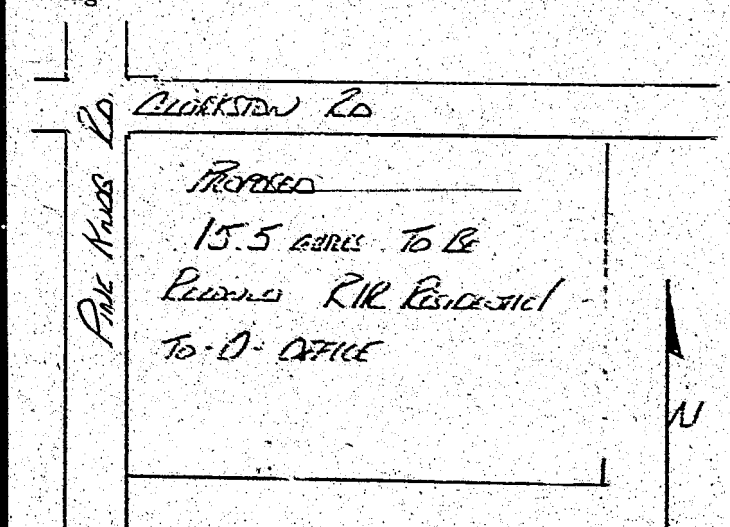 CLARKSTON RD
PINE KNOB RD.
PROPOSED
15.5 ACRES TO BE
REZONED R1R RESIDENTIAL
TO -O- OFFICE
N